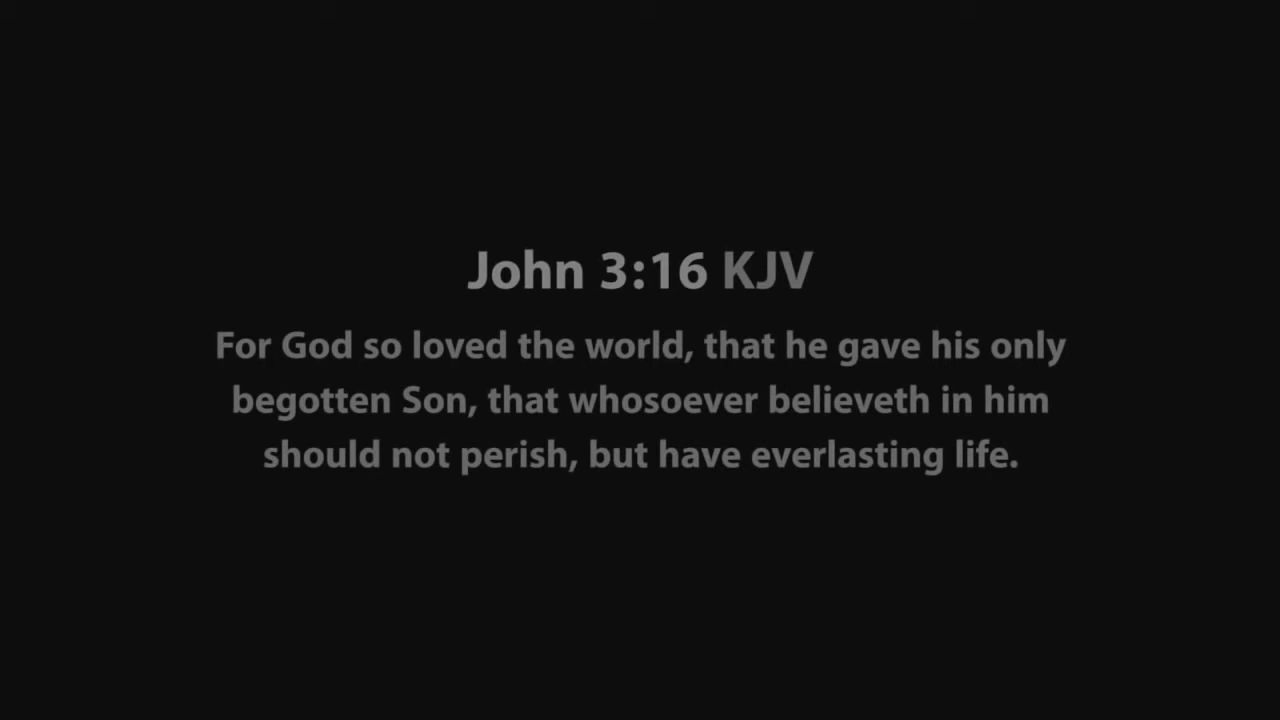 John 3:16 KJV
For God so loved the world, that he gave his only
begotten Son, that whosoever believeth in him
should not perish, but have everlasting life.